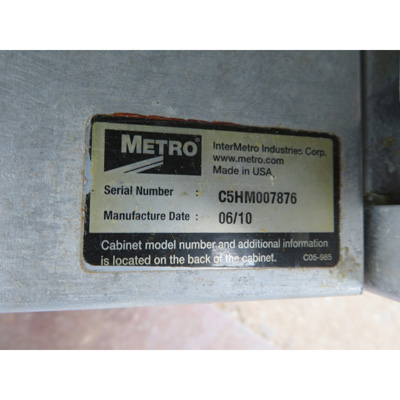 METRO
InterMetro Industries Corp.
www.metro.com
Made in USA
Serial Number : C5HM007876
Manufacture Date : 06/10
Cabinet model number and additional information
is located on the back of the cabinet.
C05-985